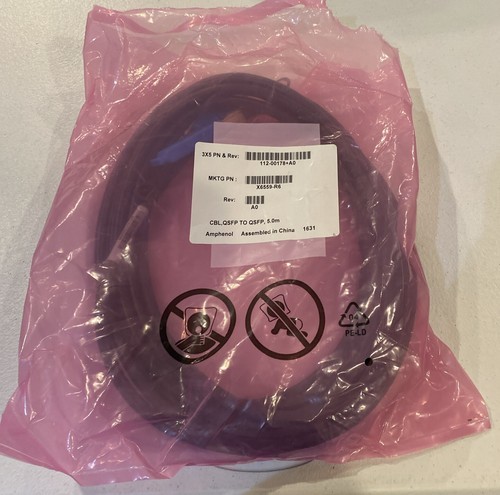 3X5 PN & Rev:
112-00178+A0
MKTG PN :
X6559-R6
Rev:
A0
CBL,QSFP TO QSFP, 5.0m
Amphenol Assembled in China 1631
04
PE-LD